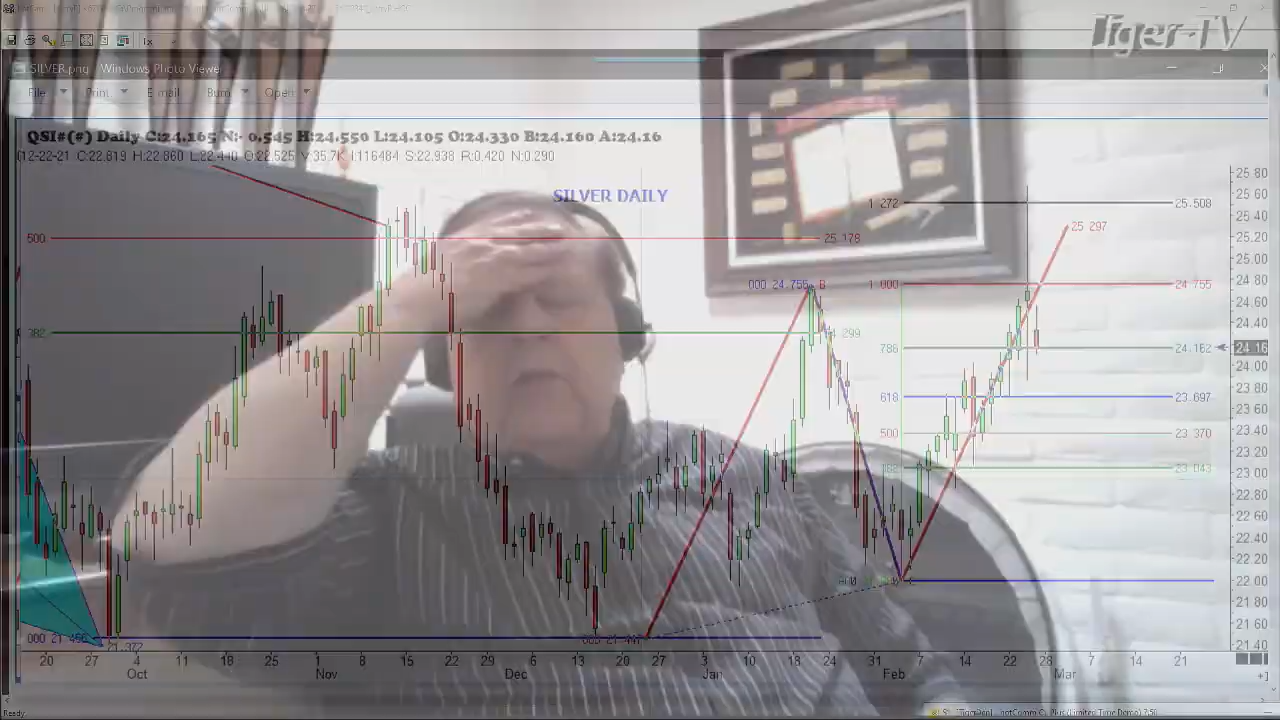 Tiger-TV
SILVER.png - Windows Photo Viewer
File Print E-mail Burn Open
QSI#(#) Daily C:24.165 N:- 0.545 H:24.550 L:24.105 O:24.330 B:24.160 A:24.16
SILVER DAILY
1 272 25.508
25 297
500 25 178
000 24 755 B 1 000 24.755
382 299
786 24.162
24 16
618 23.697
500 23 370
382 23 043
000 21 456
21.372
25 80
25 60
25 40
25 20
25.00
24 80
24 60
24 40
24 20
24 00
23 80
23 60
23 40
23 20
23 00
22 80
22 60
22 40
22 20
22 00
21 80
21 60
21 40
20 27 4 11 18 25 1 8 15 22 29 6 13 20 27 3 10 18 24 31 7 14 22 28 7 14 21
Oct Nov Dec Jan Feb Mar
Ready